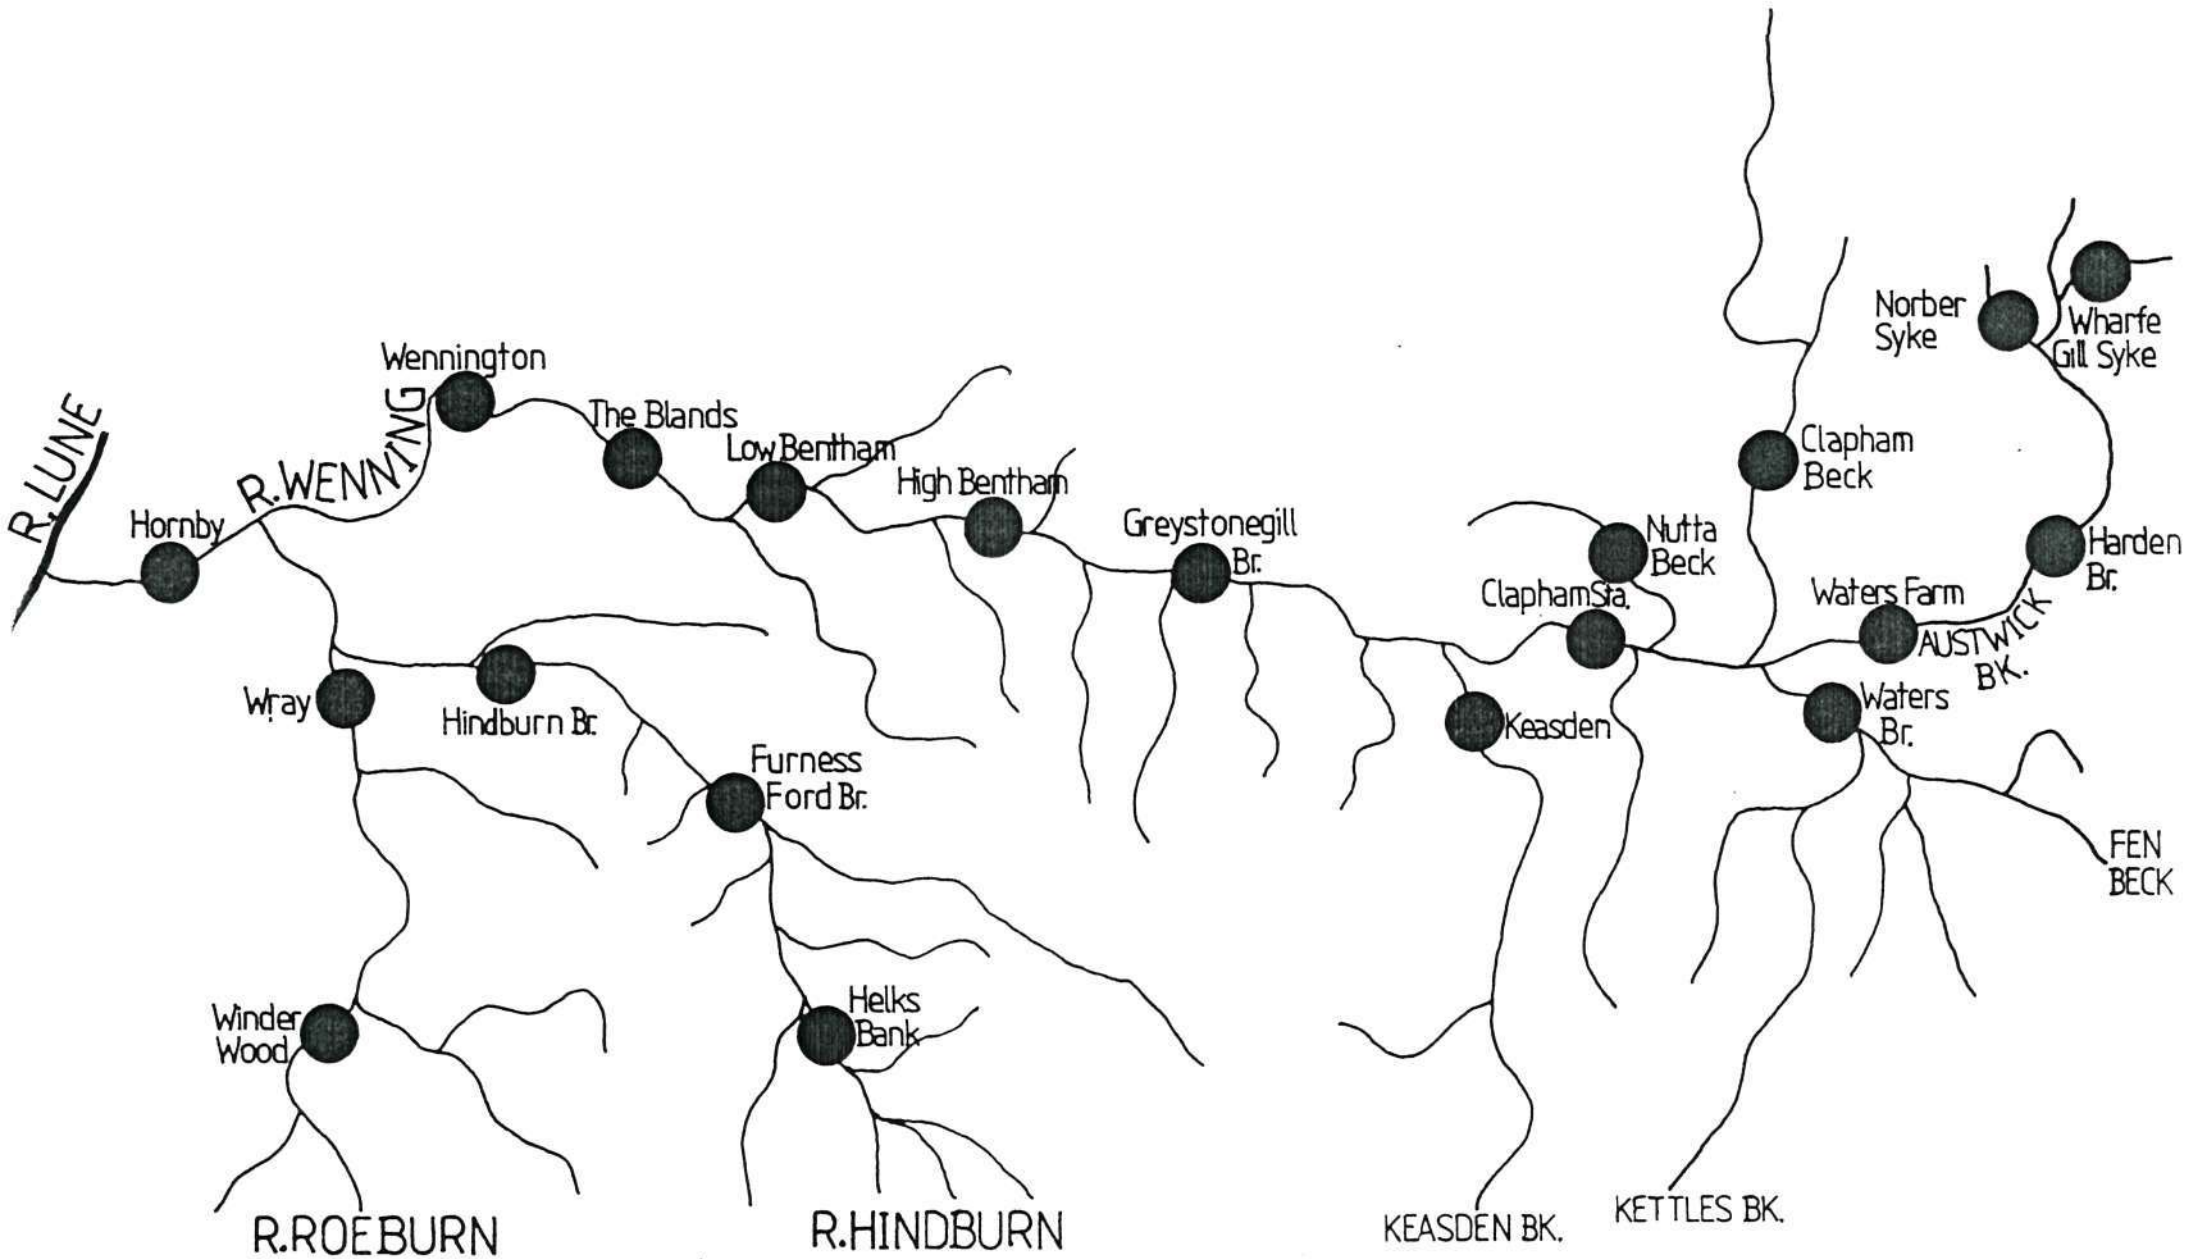 Norber
Syke
Wharfe
Gill Syke
Wennington
R. LUNE
R.WENNING
The Blands
Low Bentham
Clapham
Beck
High Bentham
Hornby
Greystonegill
Br.
Nutta
Beck
Harden
Br.
Clapham Sta.
Waters Farm
AUSTWICK
BK.
Wray
Hindburn Br.
Keasden
Waters
Br.
Furness
Ford Br.
FEN
BECK
Winder
Wood
Helks
Bank
R.ROEBURN
R.HINDBURN
KEASDEN BK.
KETTLES BK.